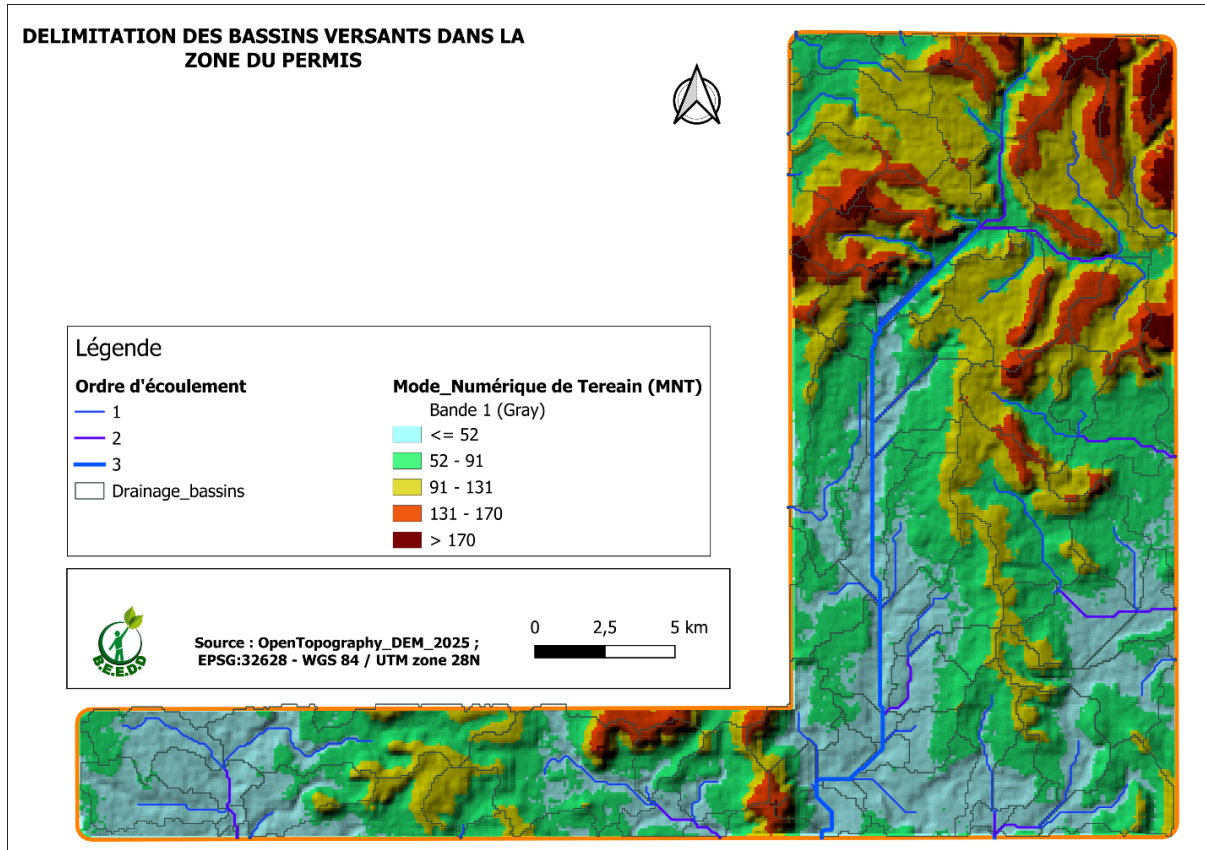 DELIMITATION DES BASSINS VERSANTS DANS LA
ZONE DU PERMIS
Légende
Ordre d'écoulement
1
2
3
Drainage_bassins
Mode_Numérique de Tereain (MNT)
Bande 1 (Gray)
<= 52
52 - 91
91 - 131
131 - 170
> 170
B.E.E.D.D
Source : OpenTopography_DEM_2025 ;
EPSG:32628 - WGS 84 / UTM zone 28N
0 2,5 5 km